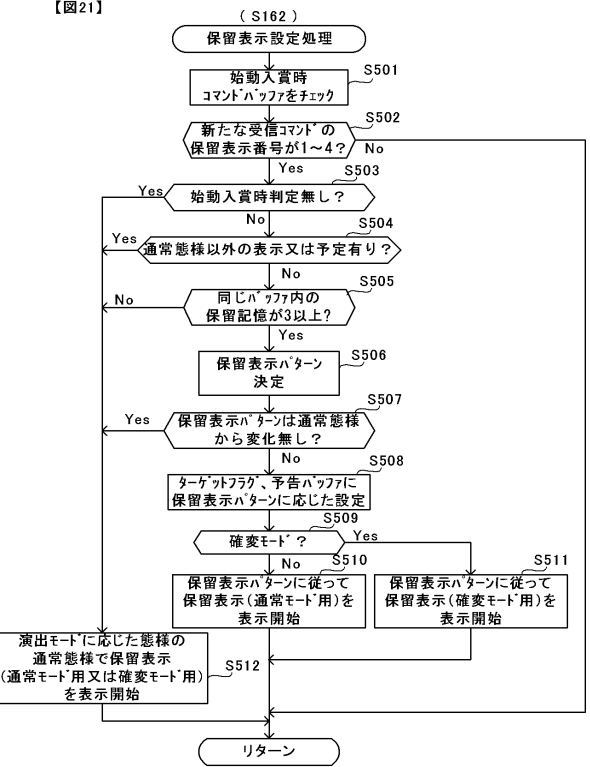 【図21】
（S162）
保留表示設定処理
始動入賞時
ｺﾏﾝﾄﾞﾊﾞｯﾌｧをチェック
S501
新たな受信ｺﾏﾝﾄﾞの
保留表示番号が1～4？
S502
No
Yes
始動入賞時判定無し？
S503
Yes
No
通常態様以外の表示又は予定有り？
S504
Yes
No
同じﾊﾞｯﾌｧ内の
保留記憶が3以上?
S505
No
Yes
保留表示ﾊﾟﾀｰﾝ
決定
S506
保留表示ﾊﾟﾀｰﾝは通常態様
から変化無し？
S507
Yes
No
ﾀｰｹﾞｯﾄﾌﾗｸﾞ、予告ﾊﾞｯﾌｧに
保留表示ﾊﾟﾀｰﾝに応じた設定
S508
確変ﾓｰﾄﾞ？
S509
Yes
No
保留表示ﾊﾟﾀｰﾝに従って
保留表示(通常ﾓｰﾄﾞ用)を
表示開始
S510
保留表示ﾊﾟﾀｰﾝに従って
保留表示(確変ﾓｰﾄﾞ用)を
表示開始
S511
演出ﾓｰﾄﾞに応じた態様の
通常態様で保留表示
(通常ﾓｰﾄﾞ用又は確変ﾓｰﾄﾞ用)
を表示開始
S512
リターン